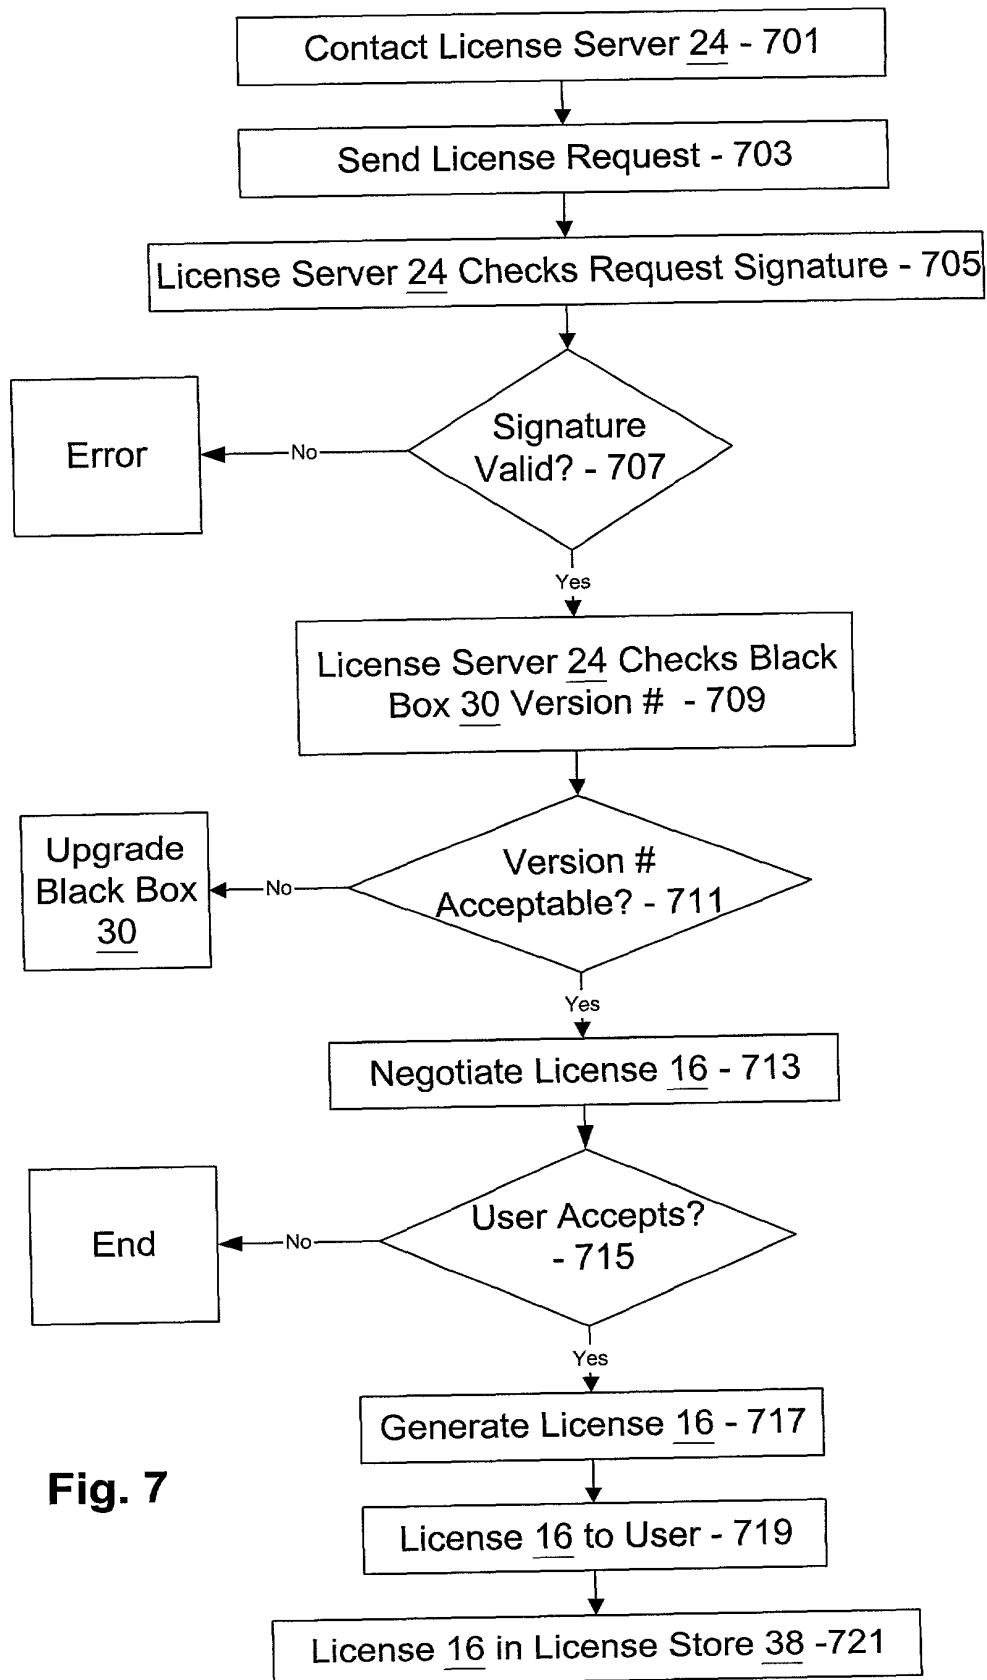 Contact License Server 24 - 701
Send License Request - 703
License Server 24 Checks Request Signature - 705
Signature
Valid? - 707
No
Error
Yes
License Server 24 Checks Black
Box 30 Version # - 709
Version #
Acceptable? - 711
No
Upgrade
Black Box
30
Yes
Negotiate License 16 - 713
User Accepts?
- 715
No
End
Yes
Generate License 16 - 717
Fig. 7
License 16 to User - 719
License 16 in License Store 38 -721